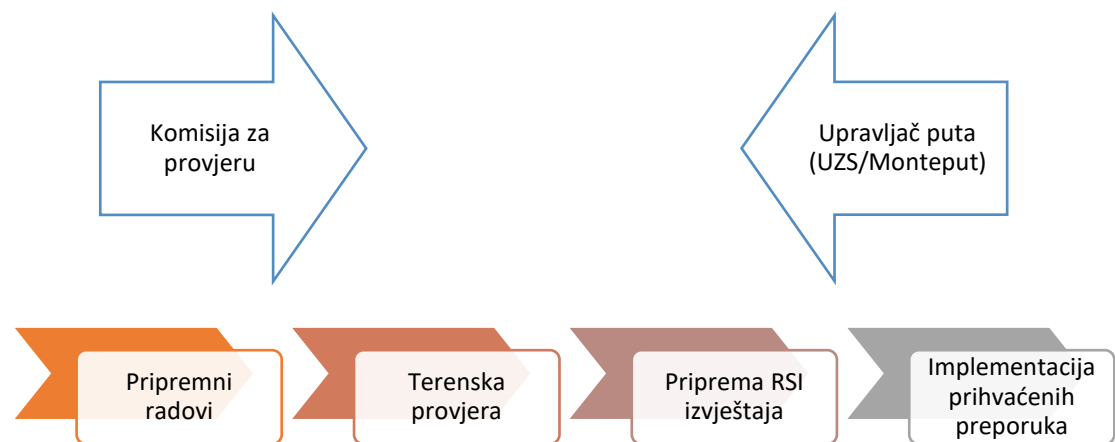 Komisija za
provjeru
Upravljač puta
(UZS/Monteput)
Pripremni
radovi
Terenska
provjera
Priprema RSI
izvještaja
Implementacija
prihvaćenih
preporuka